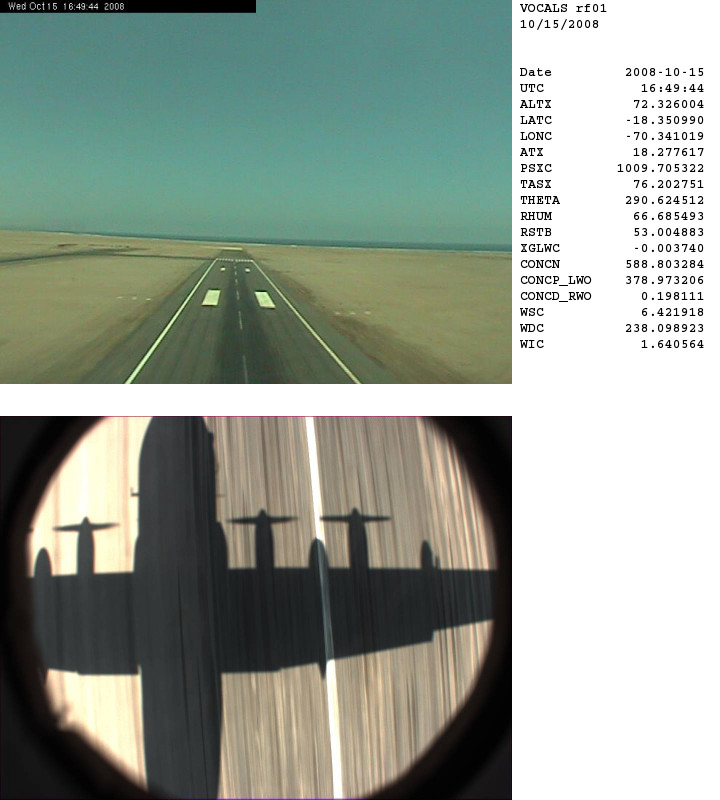 Wed Oct 15 16:49:44 2008
VOCALS rf01
10/15/2008
Date 2008-10-15
UTC 16:49:44
ALTX 72.326004
LATC -18.350990
LONC -70.341019
ATX 18.277617
PSXC 1009.705322
TASX 76.202751
THETA 290.624512
RHUM 66.685493
RSTB 53.004883
XGLWC -0.003740
CONCN 588.803284
CONCP_LWO 378.973206
CONCD_RWO 0.198111
WSC 6.421918
WDC 238.098923
WIC 1.640564